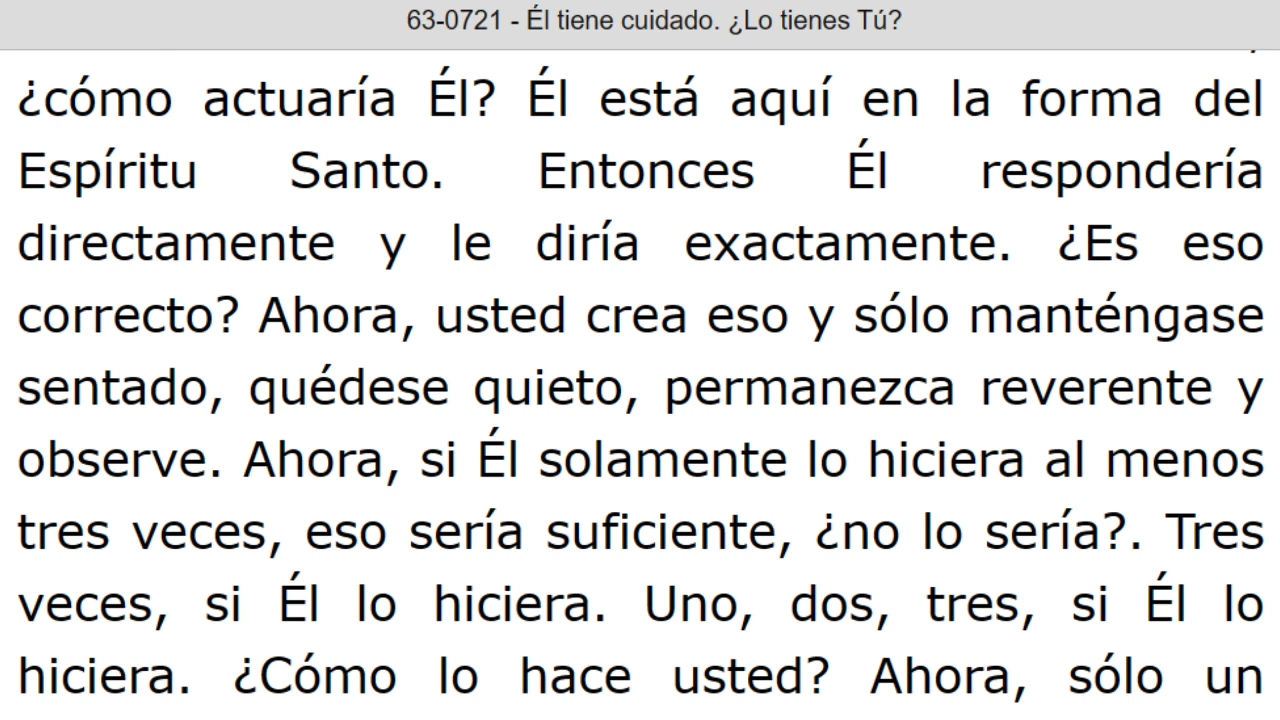 63-0721 - Él tiene cuidado. ¿Lo tienes Tú?
¿cómo actuaría Él? Él está aquí en la forma del
Espíritu Santo. Entonces Él respondería
directamente y le diría exactamente. ¿Es eso
correcto? Ahora, usted crea eso y sólo manténgase
sentado, quédese quieto, permanezca reverente y
observe. Ahora, si Él solamente lo hiciera al menos
tres veces, eso sería suficiente, ¿no lo sería?. Tres
veces, si Él lo hiciera. Uno, dos, tres, si Él lo
hiciera. ¿Cómo lo hace usted? Ahora, sólo un